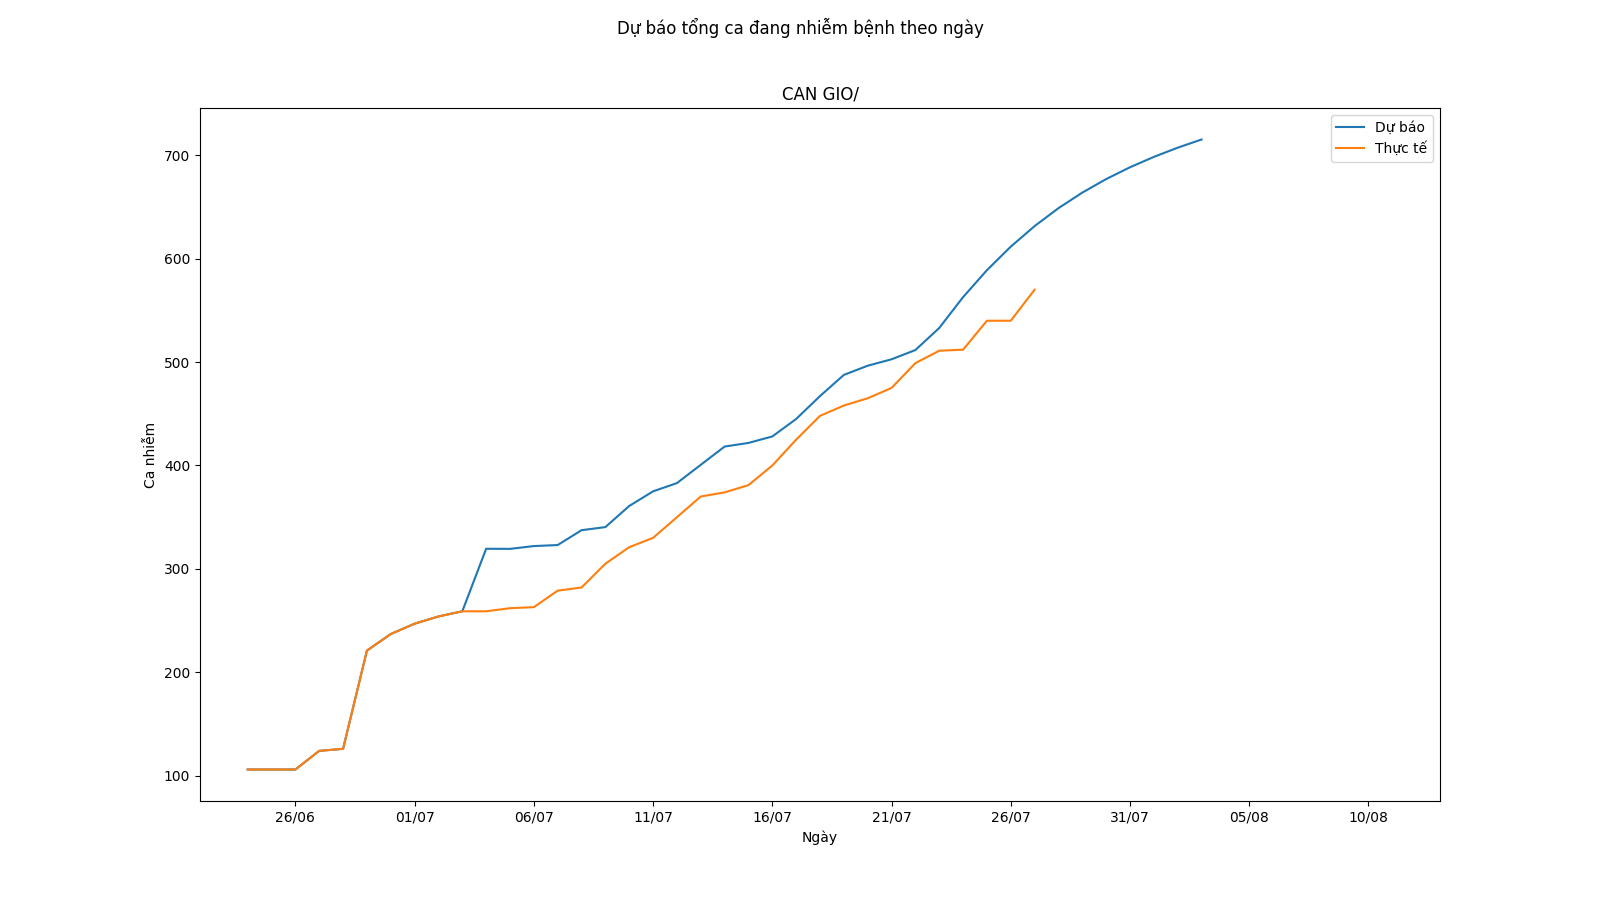 Dự báo tổng ca đang nhiễm bệnh theo ngày
CAN GIO/
Dự báo
Thực tế
700
600
500
400
300
200
100
Ca nhiễm
26/06 01/07 06/07 11/07 16/07 21/07 26/07 31/07 05/08 10/08
Ngày